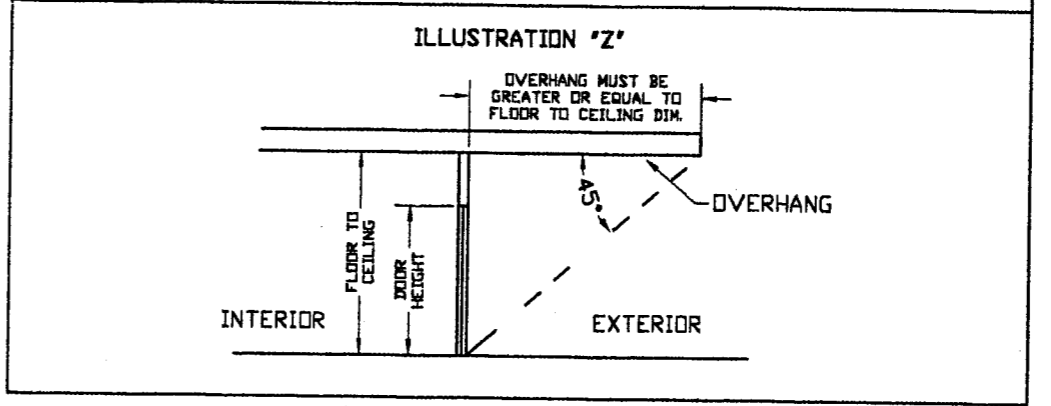 ILLUSTRATION "Z"
OVERHANG MUST BE
GREATER OR EQUAL TO
FLOOR TO CEILING DIM.
45°
OVERHANG
FLOOR TO
CEILING
DOOR
HEIGHT
INTERIOR
EXTERIOR